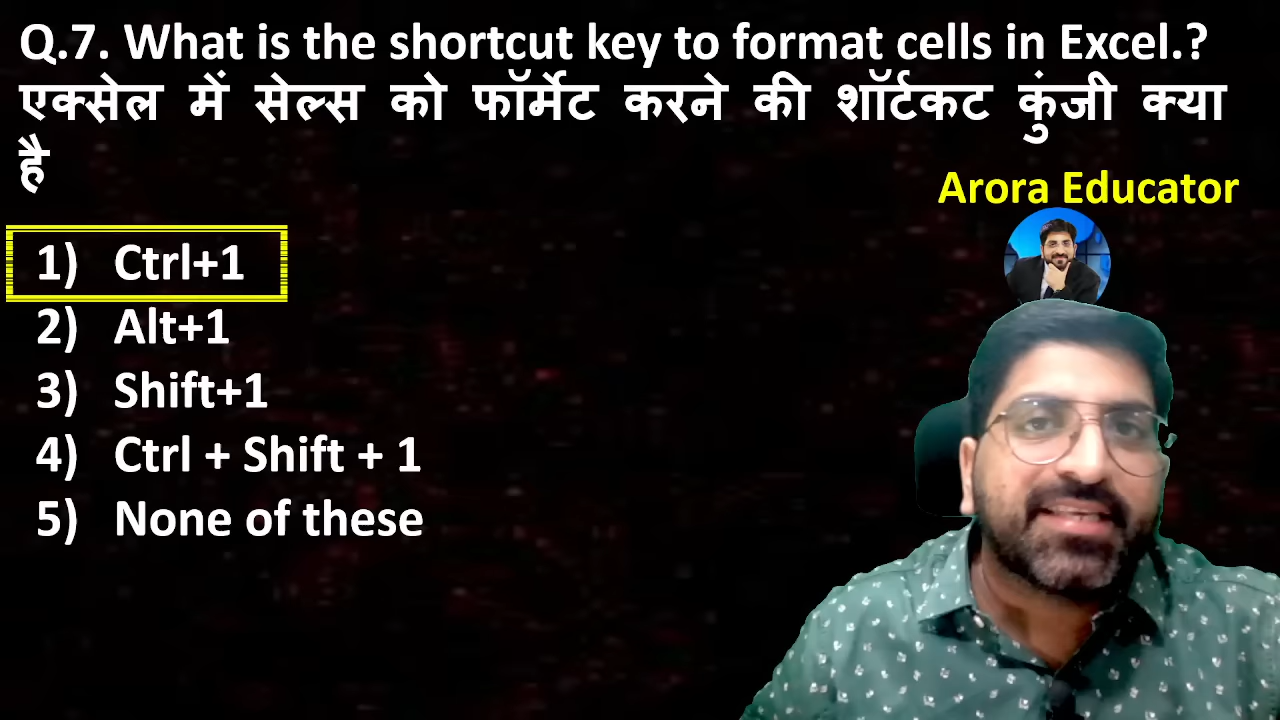 Q.7. What is the shortcut key to format cells in Excel.?
एक्सेल में सेल्स को फॉर्मेट करने की शॉर्टकट कुंजी क्या
है
Arora Educator
1) Ctrl+1
2) Alt+1
3) Shift+1
4) Ctrl + Shift + 1
5) None of these